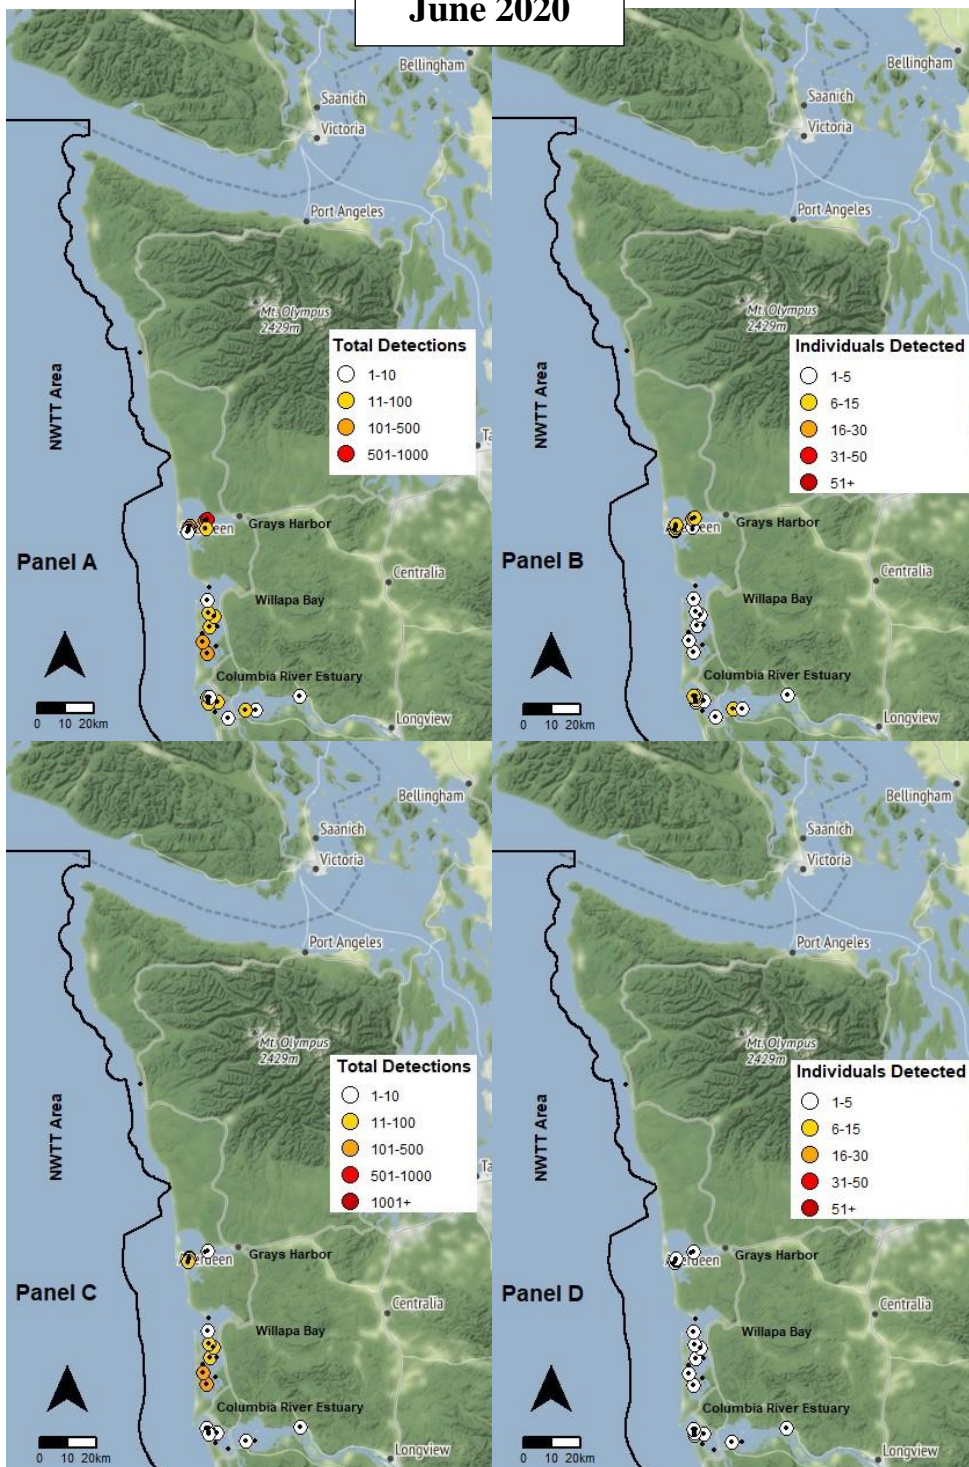 June 2020
Bellingham
Saanich
Victoria
Port Angeles
Mt. Olympus
2429m
Total Detections
1-10
11-100
101-500
501-1000
NWTT Area
Ta
Grays Harbor
Panel A
Centralia
Willapa Bay
Columbia River Estuary
0 10 20km
Longview
Bellingham
Saanich
Victoria
Port Angeles
Mt. Olympus
2429m
Individuals Detected
1-5
6-15
16-30
31-50
51+
NWTT Area
Grays Harbor
Panel B
Centralia
Willapa Bay
Columbia River Estuary
0 10 20km
Longview
Bellingham
Saanich
Victoria
Port Angeles
Mt. Olympus
2429m
Total Detections
1-10
11-100
101-500
501-1000
1001+
NWTT Area
Ta
Grays Harbor
Aberdeen
Panel C
Centralia
Willapa Bay
Columbia River Estuary
0 10 20km
Longview
Bellingham
Saanich
Victoria
Port Angeles
Mt. Olympus
2429m
Individuals Detected
1-5
6-15
16-30
31-50
51+
NWTT Area
Grays Harbor
Panel D
Centralia
Willapa Bay
Columbia River Estuary
0 10 20km
Longview